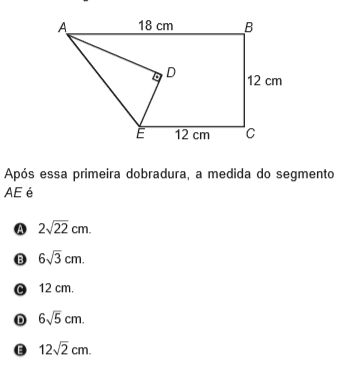 A 18 cm B
D
12 cm
E 12 cm C
Após essa primeira dobradura, a medida do segmento
AE é
A 2√22 cm.
B 6√3 cm.
C 12 cm.
D 6√5 cm.
E 12√2 cm.